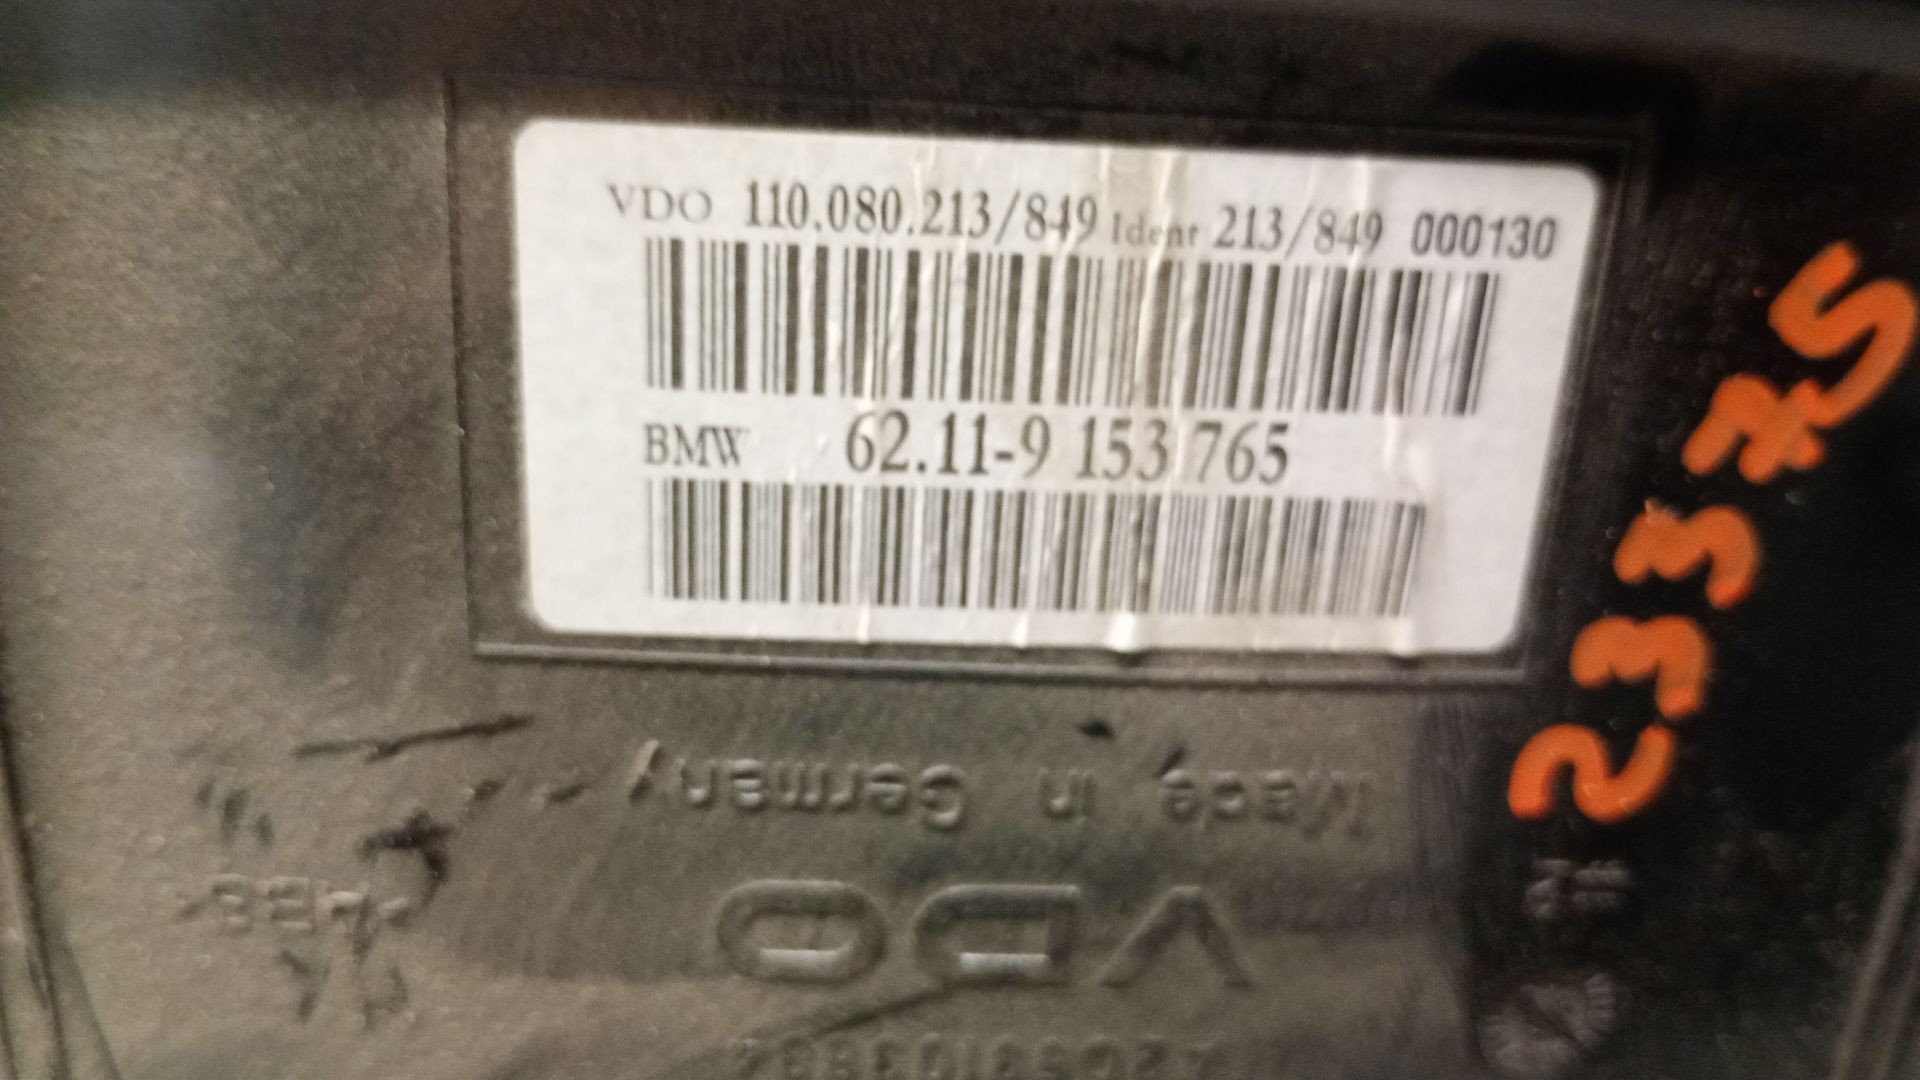 VDO 110.080.213/849 Ident 213/849 000130
BMW 62.11-9 153 765
23375
Made in Germany
VDO